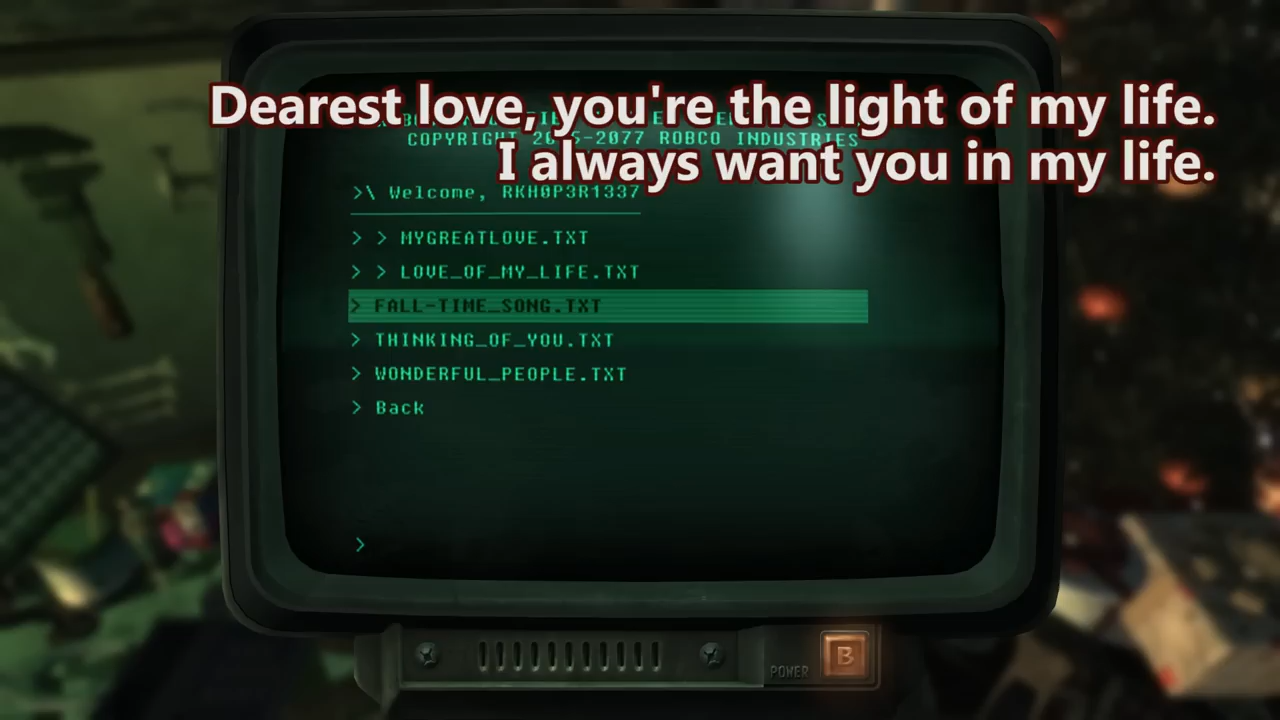 Dearest love, you're the light of my life.
I always want you in my life.
COPYRIGHT 2075-2077 ROBCO INDUSTRIES
>\ Welcome, RKH0P3R1337
> > MYGREATLOVE.TXT
> > LOVE_OF_MY_LIFE.TXT
> FALL-TIME_SONG.TXT
> THINKING_OF_YOU.TXT
> WONDERFUL_PEOPLE.TXT
> Back
>
POWER
B